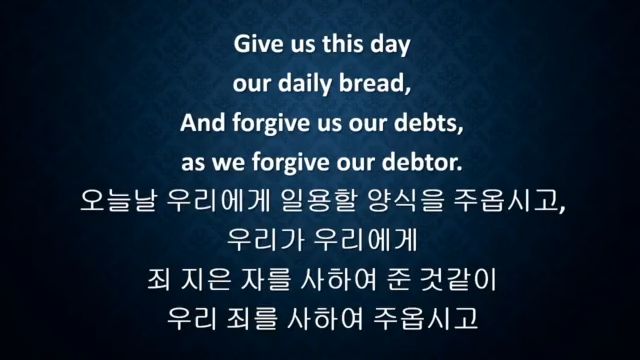 Give us this day
our daily bread,
And forgive us our debts,
as we forgive our debtor.
오늘날 우리에게 일용할 양식을 주옵시고,
우리가 우리에게
죄 지은 자를 사하여 준 것같이
우리 죄를 사하여 주옵시고